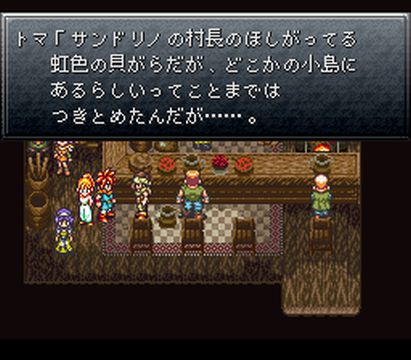 トマ「サンドリノの村長のほしがってる
虹色の貝がらだが、どこかの小島に
あるらしいってことまでは
つきとめたんだが……。